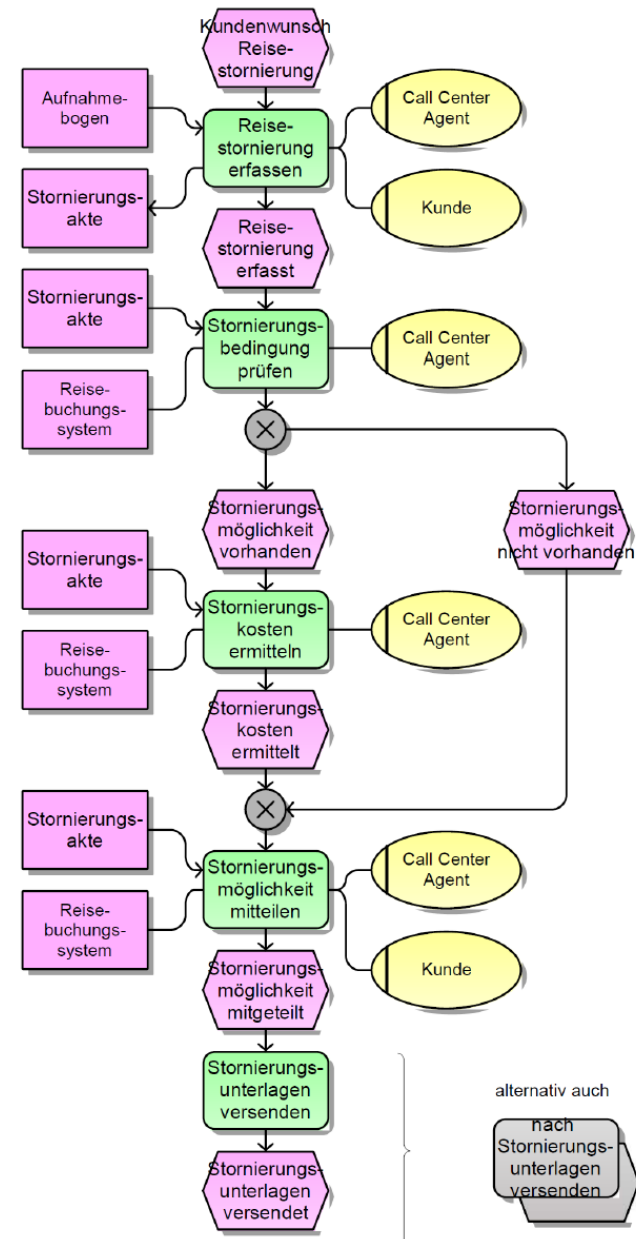 Kundenwunsch
Reise-
stornierung
Aufnahme-
bogen
Reise-
stornierung
erfassen
Call Center
Agent
Stornierungs-
akte
Kunde
Reise-
stornierung
erfasst
Stornierungs-
akte
Stornierungs-
bedingung
prüfen
Call Center
Agent
Reise-
buchungs-
system
Stornierungs-
möglichkeit
vorhanden
Stornierungs-
möglichkeit
nicht vorhanden
Stornierungs-
akte
Stornierungs-
kosten
ermitteln
Call Center
Agent
Reise-
buchungs-
system
Stornierungs-
kosten
ermittelt
Stornierungs-
akte
Stornierungs-
möglichkeit
mitteilen
Call Center
Agent
Reise-
buchungs-
system
Kunde
Stornierungs-
möglichkeit
mitgeteilt
Stornierungs-
unterlagen
versenden
alternativ auch
nach
Stornierungs-
unterlagen
versenden
Stornierungs-
unterlagen
versendet